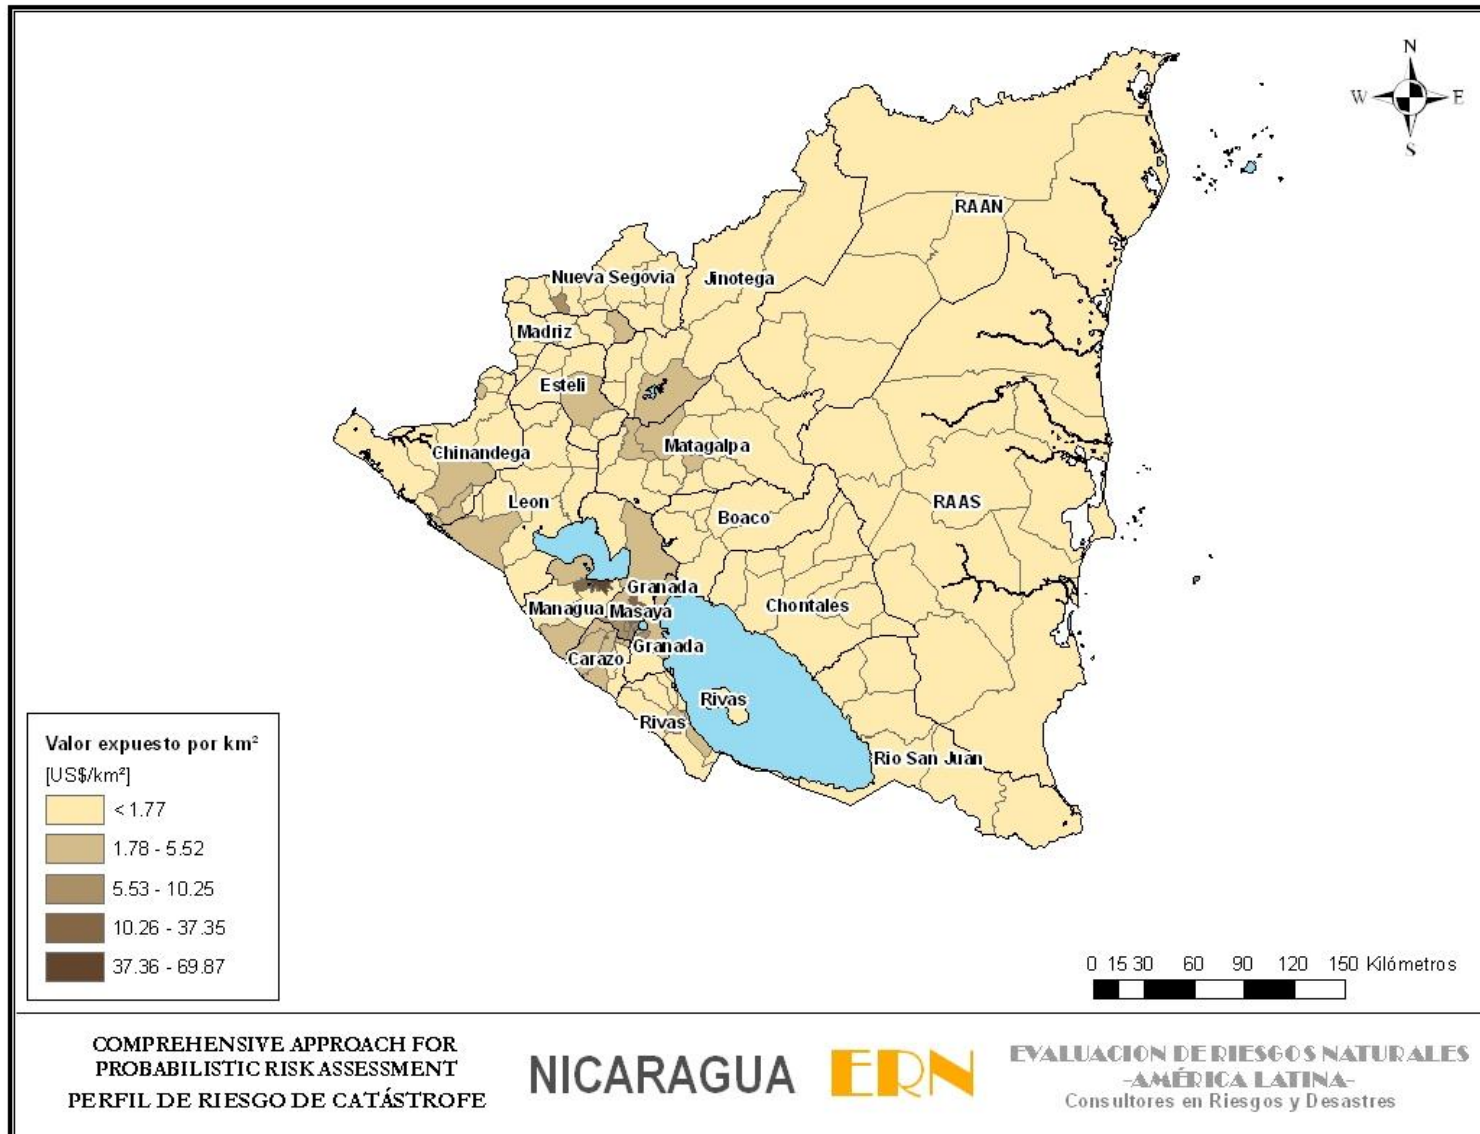 N
W E
S
RAAN
Nueva Segovia
Jinotega
Madriz
Esteli
Matagalpa
Chinandega
Leon
Boaco
RAAS
Granada
Chontales
Managua
Masaya
Granada
Carazo
Rivas
Rivas
Rio San Juan
Valor expuesto por km²
[US$/km²]
< 1.77
1.78 - 5.52
5.53 - 10.25
10.26 - 37.35
37.36 - 69.87
0 15 30 60 90 120 150 Kilómetros
COMPREHENSIVE APPROACH FOR
PROBABILISTIC RISK ASSESSMENT
PERFIL DE RIESGO DE CATÁSTROFE
NICARAGUA
ERN
EVALUACION DE RIESGOS NATURALES
-AMÉRICA LATINA-
Consultores en Riesgos y Desastres